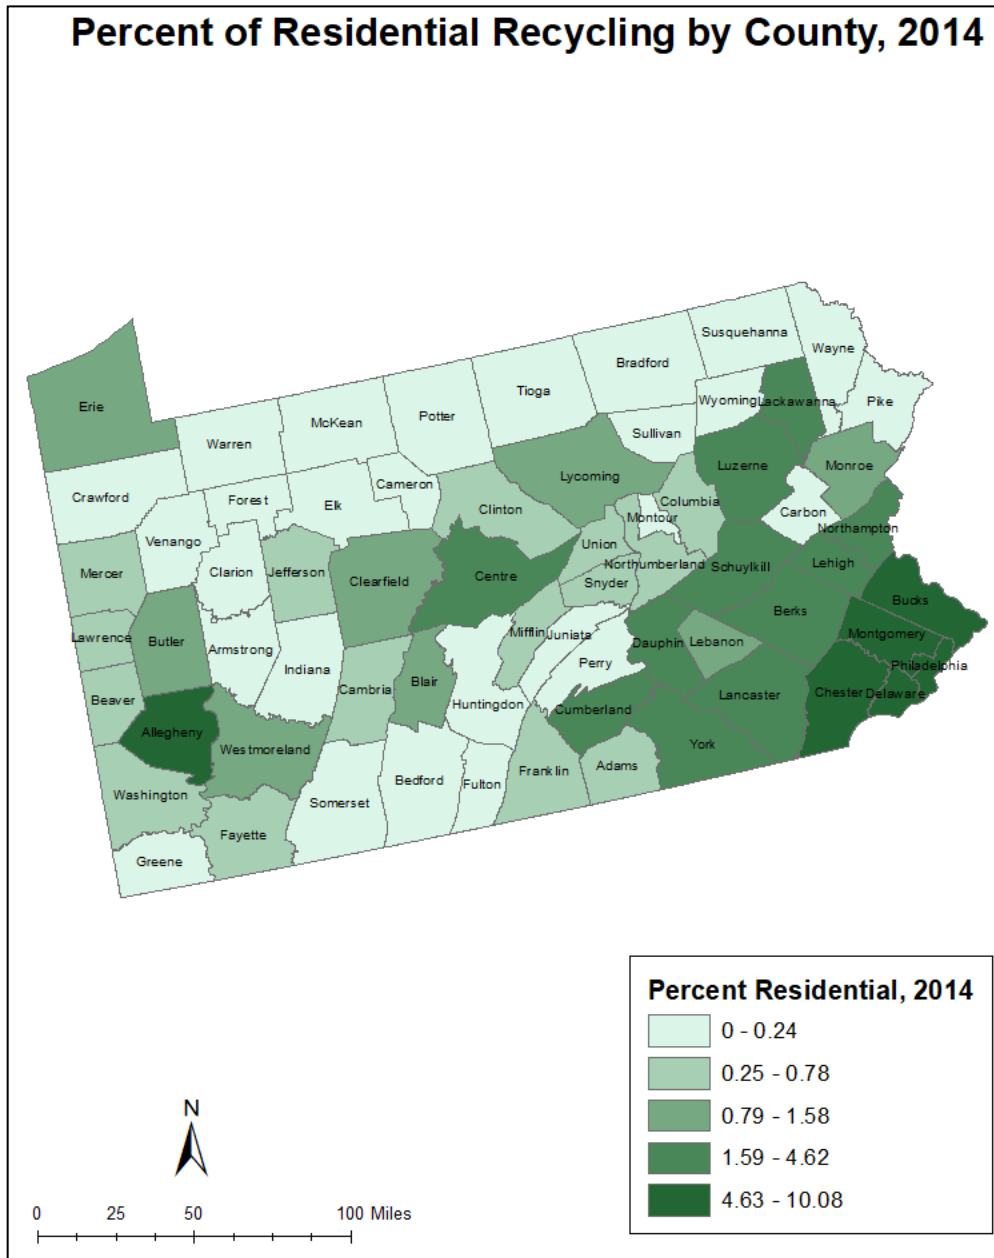 Percent of Residential Recycling by County, 2014
Susquehanna
Wayne
Bradford
Tioga
Wyoming
Lackawanna
Pike
Erie
McKean
Potter
Warren
Sullivan
Luzerne
Monroe
Crawford
Forest
Elk
Cameron
Lycoming
Columbia
Clinton
Montour
Carbon
Northampton
Venango
Union
Northumberland
Schuylkill
Lehigh
Mercer
Clarion
Jefferson
Clearfield
Centre
Snyder
Bucks
Berks
Lawrence
Butler
Armstrong
Indiana
Mifflin
Juniata
Perry
Dauphin
Lebanon
Montgomery
Philadelphia
Beaver
Cambria
Blair
Huntingdon
Cumberland
Lancaster
Chester
Delaware
Allegheny
Westmoreland
York
Washington
Somerset
Bedford
Fulton
Franklin
Adams
Fayette
Greene
Percent Residential, 2014
0 - 0.24
0.25 - 0.78
0.79 - 1.58
1.59 - 4.62
4.63 - 10.08
N
0 25 50 100 Miles